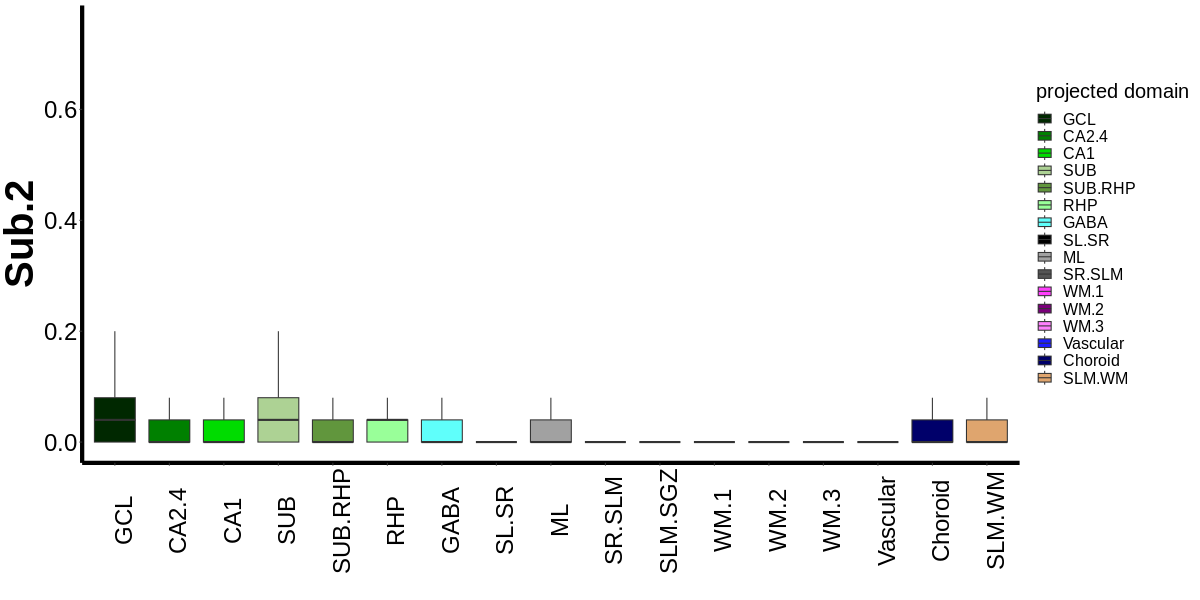 Sub.2
0.6
0.4
0.2
0.0
GCL
CA2.4
CA1
SUB
SUB.RHP
RHP
GABA
SL.SR
ML
SR.SLM
SLM.SGZ
WM.1
WM.2
WM.3
Vascular
Choroid
SLM.WM
projected domain
GCL
CA2.4
CA1
SUB
SUB.RHP
RHP
GABA
SL.SR
ML
SR.SLM
WM.1
WM.2
WM.3
Vascular
Choroid
SLM.WM